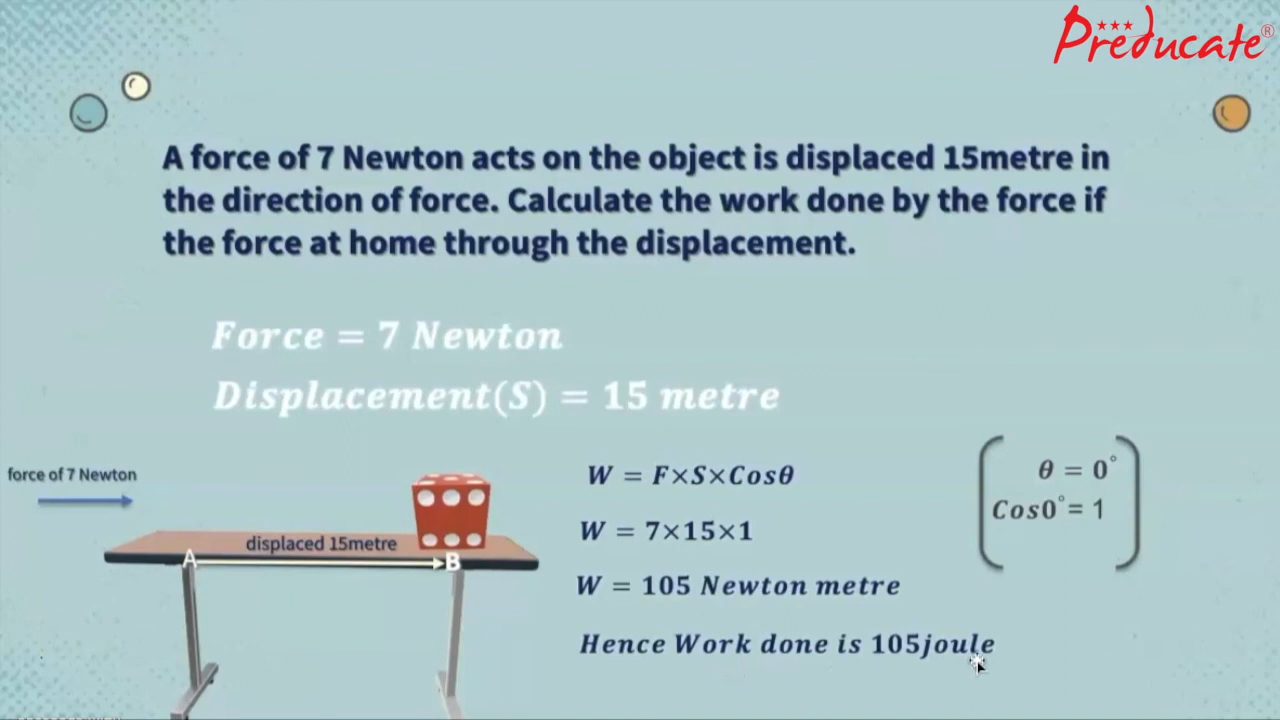 Preducate®
A force of 7 Newton acts on the object is displaced 15metre in
the direction of force. Calculate the work done by the force if
the force at home through the displacement.
Force = 7 Newton
Displacement(S) = 15 metre
force of 7 Newton
displaced 15metre
A
B
W = F×S×Cosθ
W = 7×15×1
W = 105 Newton metre
Hence Work done is 105joule
θ = 0°
Cos0°= 1